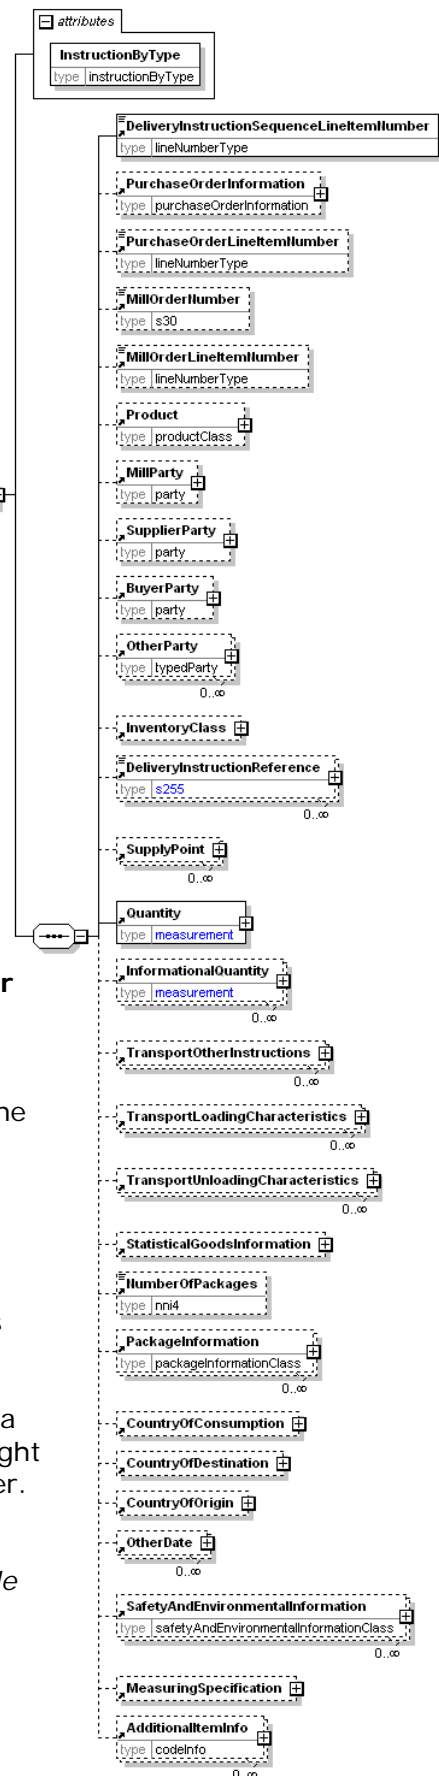 attributes
InstructionByType
type instructionByType
DeliveryInstructionSequenceLineItemNumber
type lineNumberType
PurchaseOrderInformation
type purchaseOrderInformation
PurchaseOrderLineItemNumber
type lineNumberType
MillOrderNumber
type s30
MillOrderLineItemNumber
type lineNumberType
Product
type productClass
MillParty
type party
SupplierParty
type party
BuyerParty
type party
OtherParty
type typedParty
0..∞
InventoryClass
DeliveryInstructionReference
type s255
0..∞
SupplyPoint
0..∞
Quantity
type measurement
r
InformationalQuantity
type measurement
0..∞
TransportOtherInstructions
0..∞
ne
TransportLoadingCharacteristics
0..∞
TransportUnloadingCharacteristics
0..∞
StatisticalGoodsInformation
NumberOfPackages
type nni4
s
PackageInformation
type packageInformationClass
0..∞
a
CountryOfConsumption
ght
CountryOfDestination
er.
CountryOfOrigin
OtherDate
0..∞
le
SafetyAndEnvironmentalInformation
type safetyAndEnvironmentalInformationClass
0..∞
MeasuringSpecification
AdditionalItemInfo
type codeInfo
0..∞